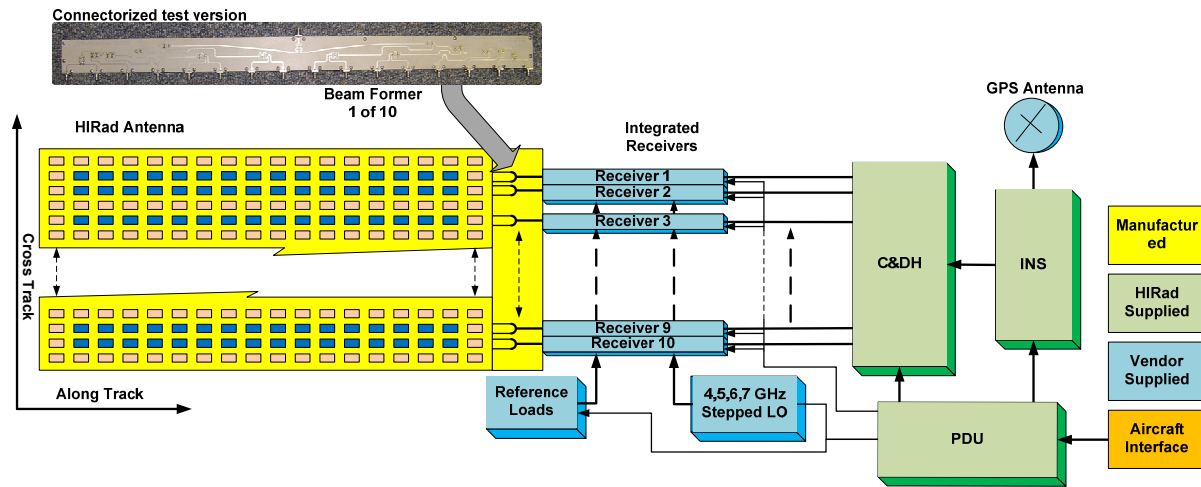 Connectorized test version
Beam Former
1 of 10
HIRad Antenna
Integrated
Receivers
GPS Antenna
Receiver 1
Receiver 2
Receiver 3
Receiver 9
Receiver 10
C&DH
INS
Manufactur
ed
HIRad
Supplied
Vendor
Supplied
Aircraft
Interface
Cross Track
Along Track
Reference
Loads
4,5,6,7 GHz
Stepped LO
PDU